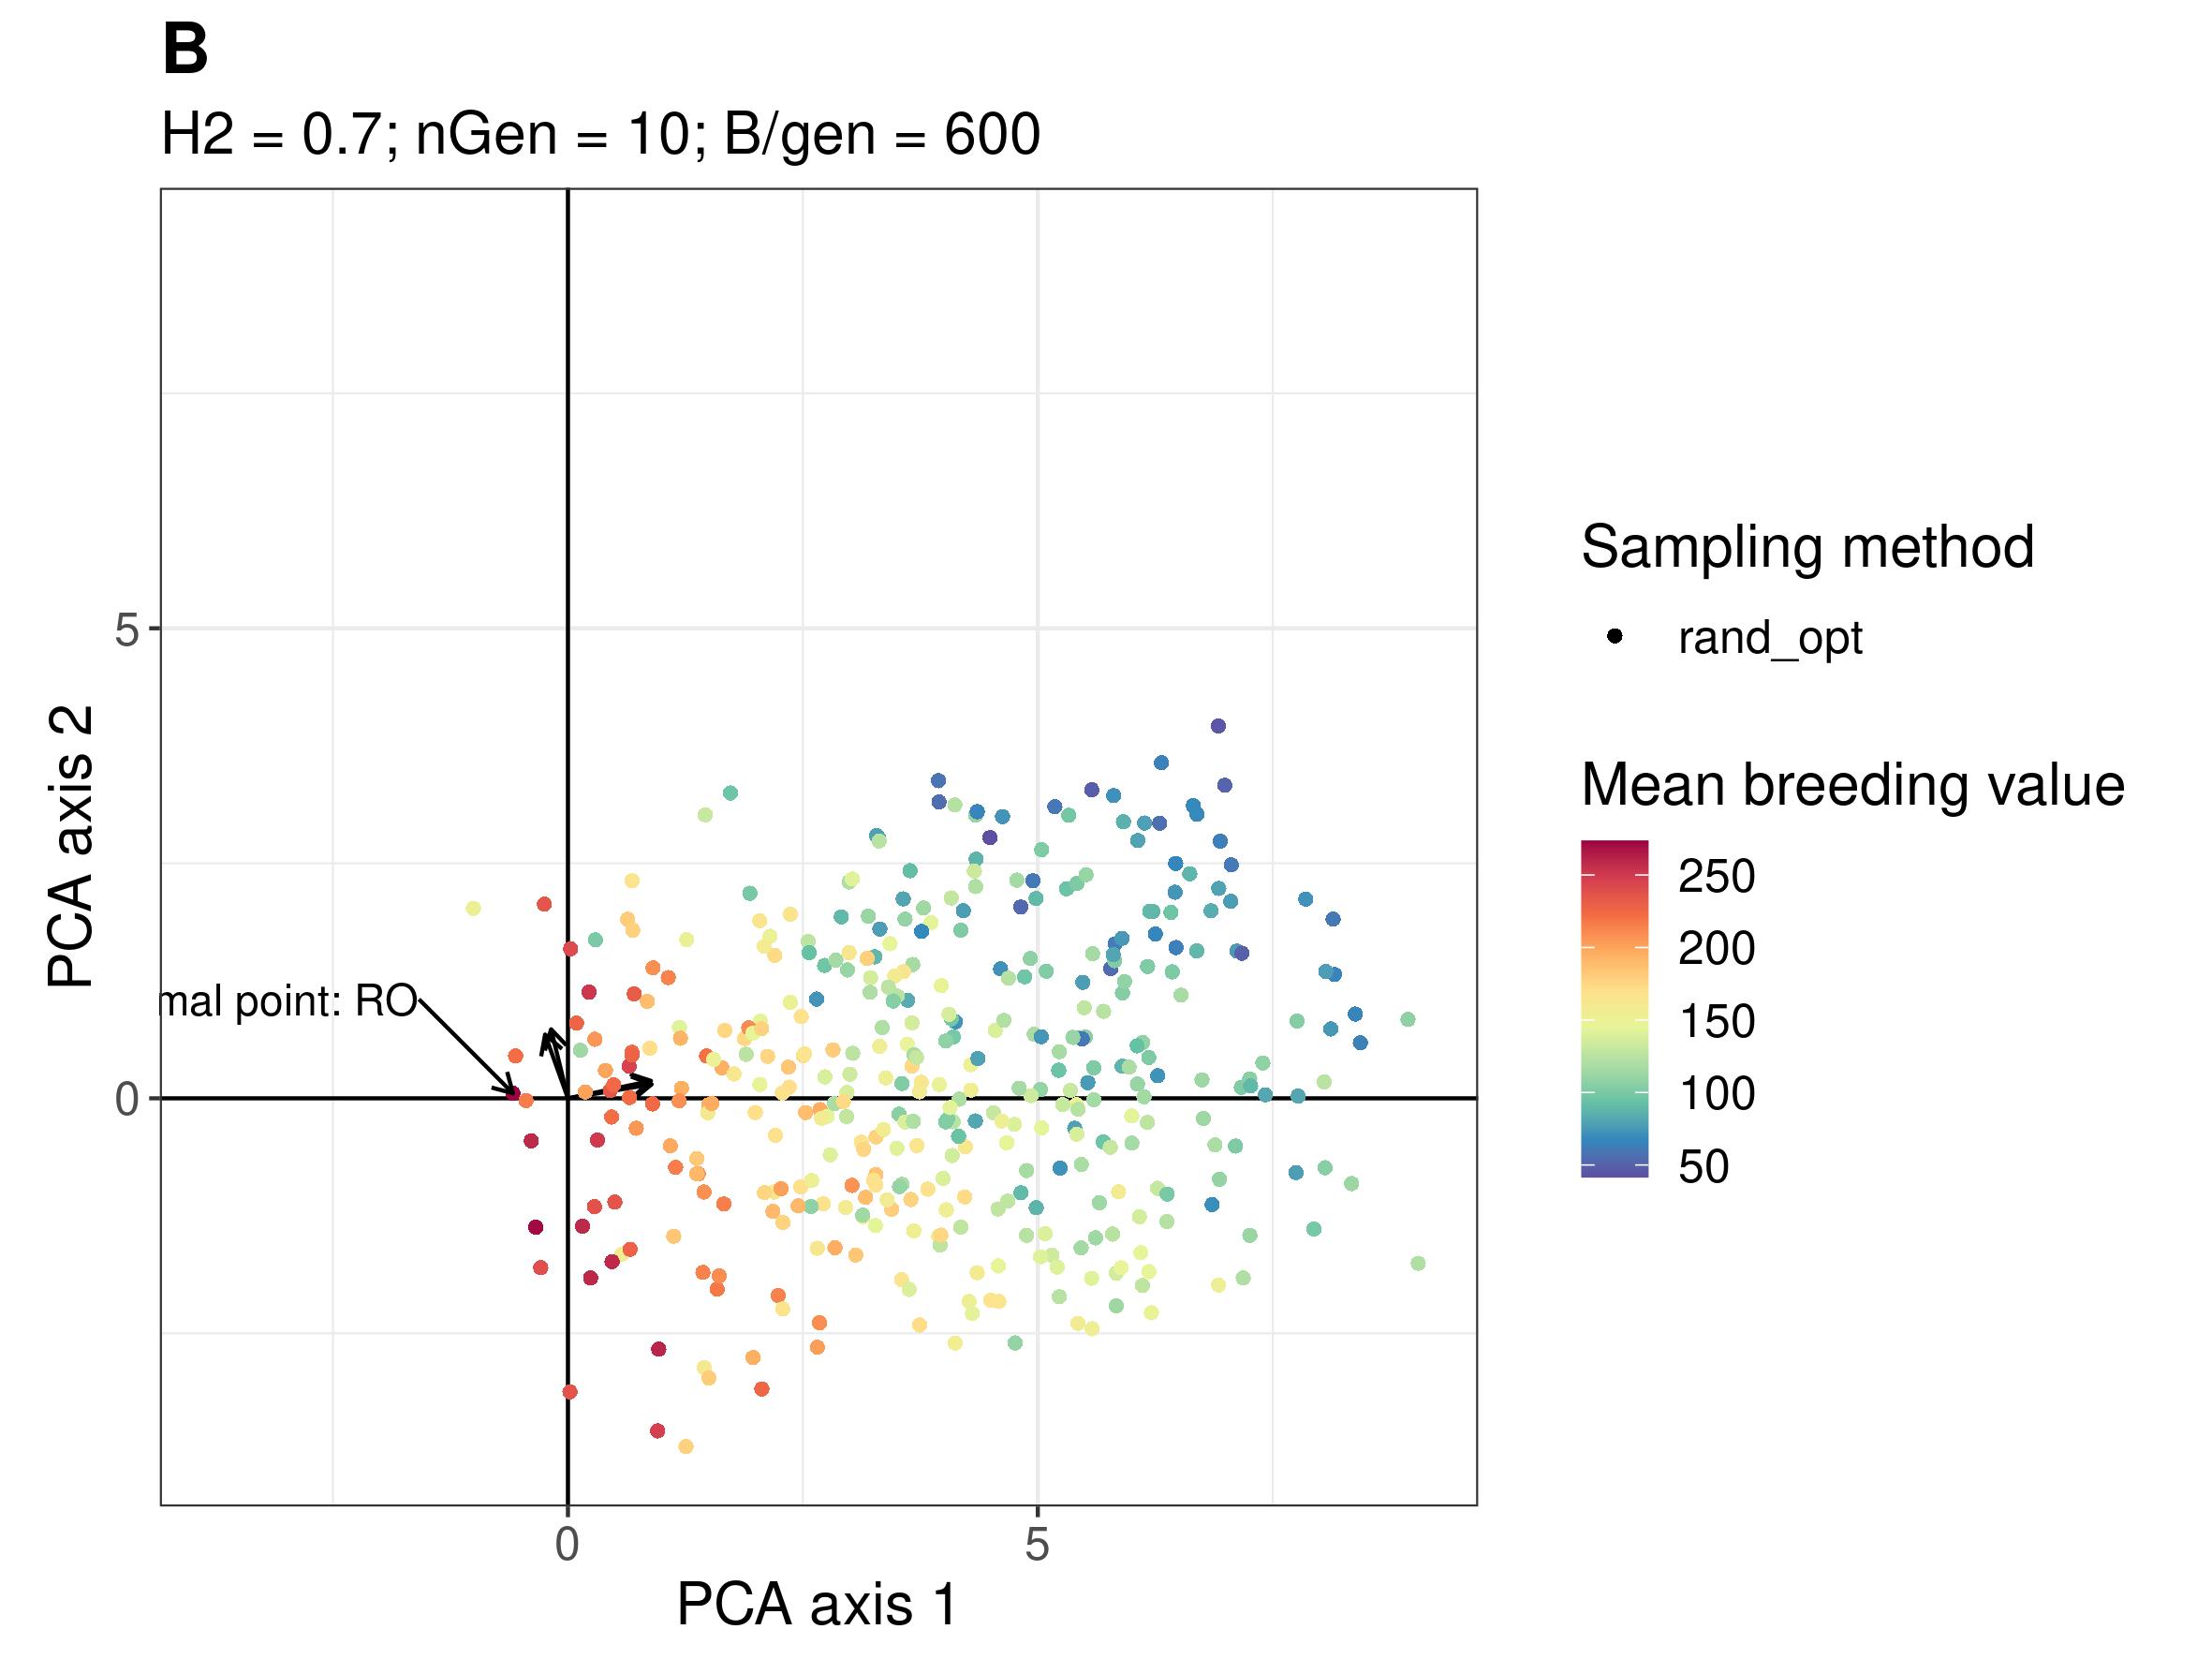 B
H2 = 0.7; nGen = 10; B/gen = 600
PCA axis 2
5
0
mal point: RO
0
5
PCA axis 1
Sampling method
rand_opt
Mean breeding value
250
200
150
100
50